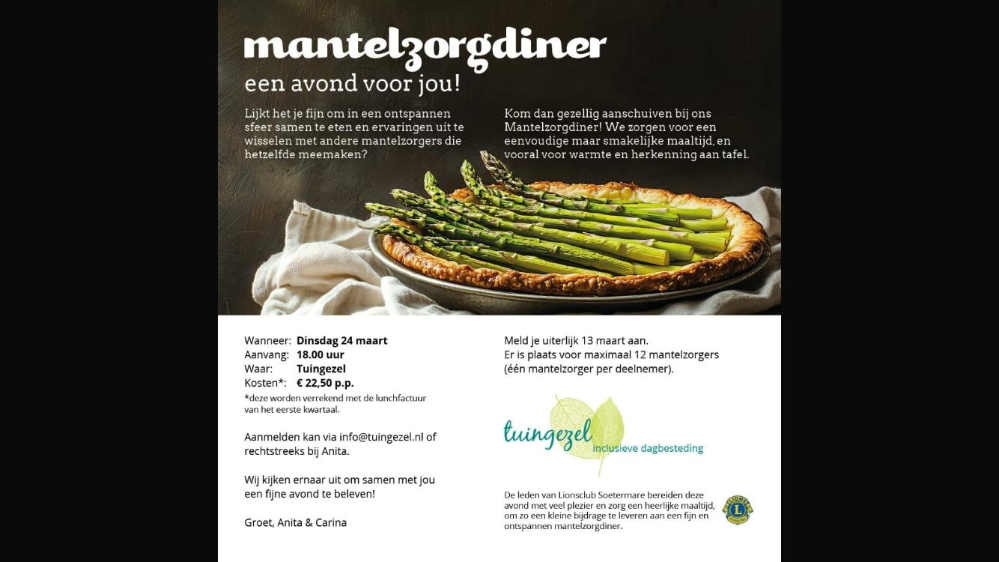 mantelzorgdiner
een avond voor jou!
Lijkt het je fijn om in een ontspannen
sfeer samen te eten en ervaringen uit te
wisselen met andere mantelzorgers die
hetzelfde meemaken?
Kom dan gezellig aanschuiven bij ons
Mantelzorgdiner! We zorgen voor een
eenvoudige maar smakelijke maaltijd, en
vooral voor warmte en herkenning aan tafel.
Wanneer: Dinsdag 24 maart
Aanvang: 18.00 uur
Waar: Tuingezel
Kosten*: € 22,50 p.p.
*deze worden verrekend met de lunchfactuur
van het eerste kwartaal.
Aanmelden kan via info@tuingezel.nl of
rechtstreeks bij Anita.
Wij kijken ernaar uit om samen met jou
een fijne avond te beleven!
Groet, Anita & Carina
Meld je uiterlijk 13 maart aan.
Er is plaats voor maximaal 12 mantelzorgers
(één mantelzorger per deelnemer).
tuingezel
inclusieve dagbesteding
De leden van Lionsclub Soetermare bereiden deze
avond met veel plezier en zorg een heerlijke maaltijd,
om zo een kleine bijdrage te leveren aan een fijn en
ontspannen mantelzorgdiner.
LIONS
L